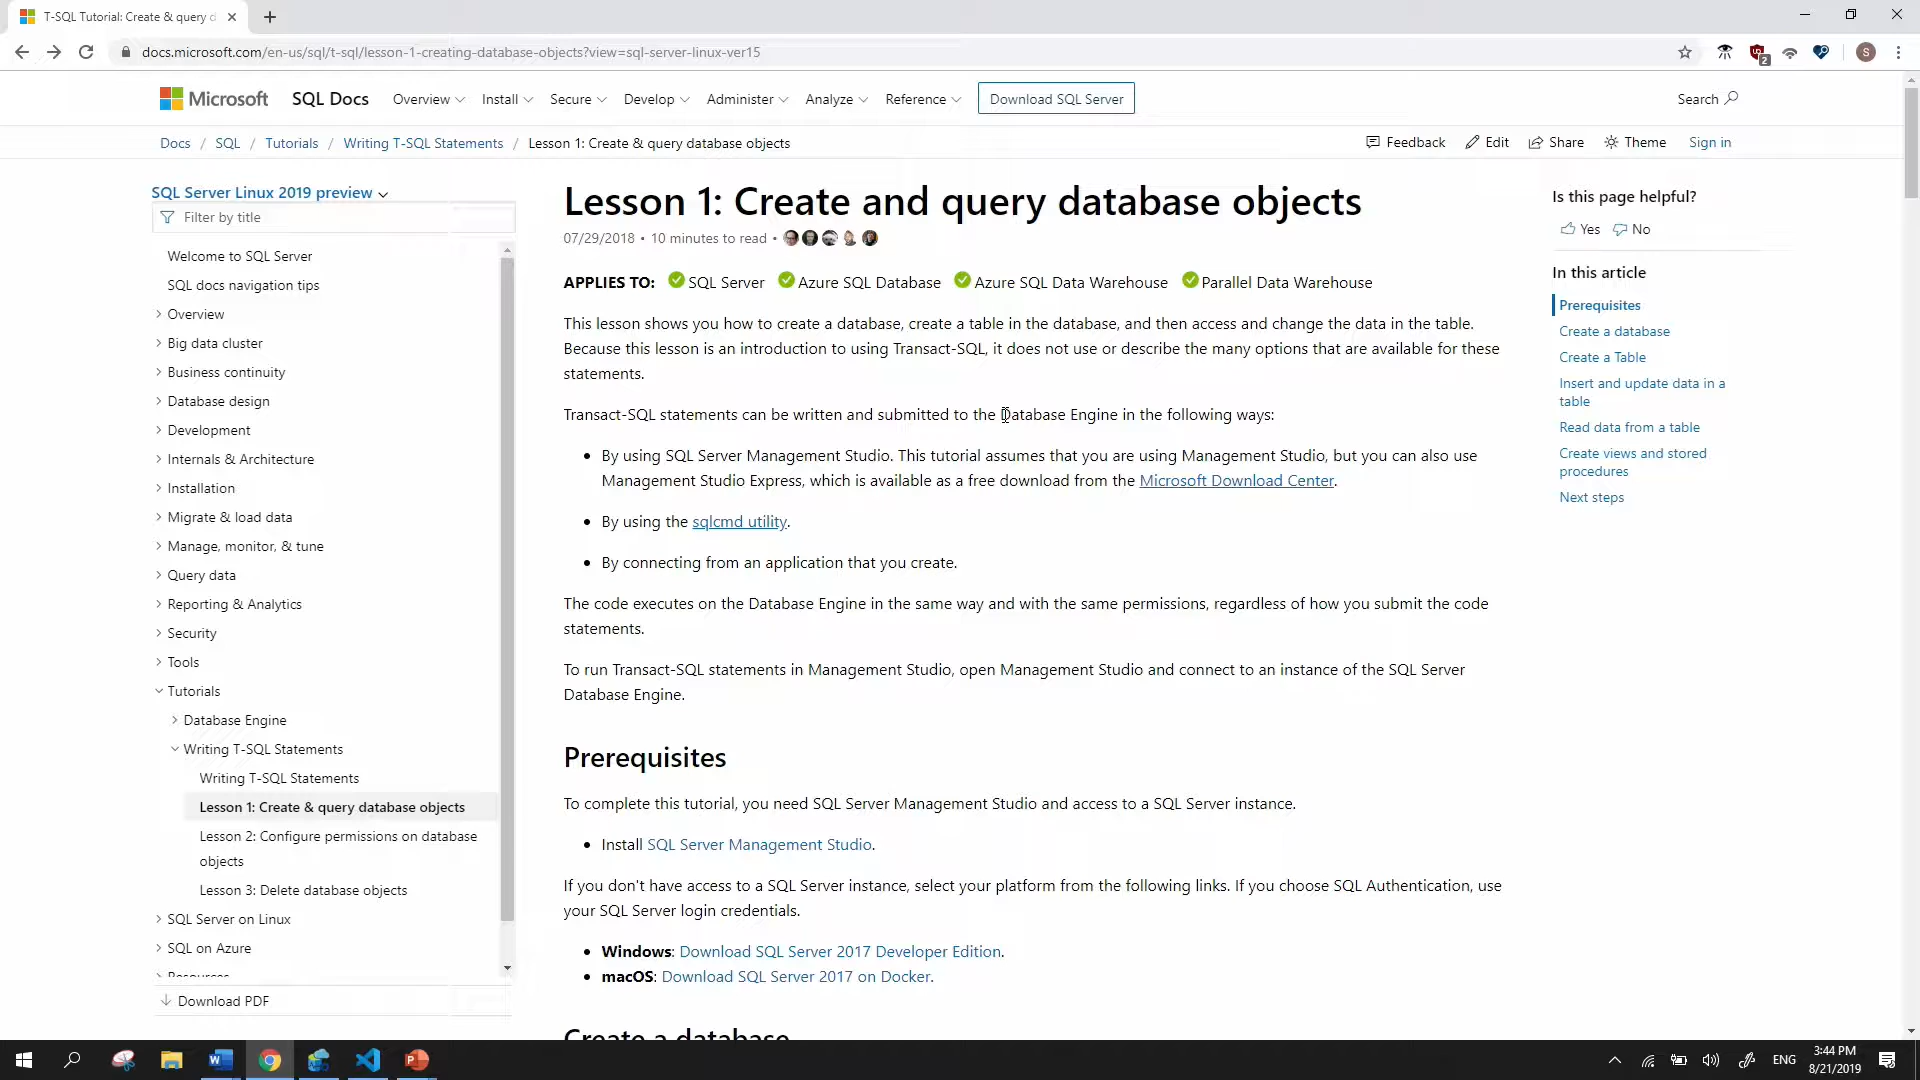 T-SQL Tutorial: Create & query d
docs.microsoft.com/en-us/sql/t-sql/lesson-1-creating-database-objects?view=sql-server-linux-ver15
2
S
Microsoft
SQL Docs
Overview
Install
Secure
Develop
Administer
Analyze
Reference
Download SQL Server
Search
Docs / SQL / Tutorials / Writing T-SQL Statements / Lesson 1: Create & query database objects
Feedback
Edit
Share
Theme
Sign in
SQL Server Linux 2019 preview
Filter by title
Welcome to SQL Server
SQL docs navigation tips
Overview
Big data cluster
Business continuity
Database design
Development
Internals & Architecture
Installation
Migrate & load data
Manage, monitor, & tune
Query data
Reporting & Analytics
Security
Tools
Tutorials
Database Engine
Writing T-SQL Statements
Writing T-SQL Statements
Lesson 1: Create & query database objects
Lesson 2: Configure permissions on database
objects
Lesson 3: Delete database objects
SQL Server on Linux
SQL on Azure
Resources
Download PDF
Lesson 1: Create and query database objects
07/29/2018 • 10 minutes to read •
APPLIES TO: SQL Server Azure SQL Database Azure SQL Data Warehouse Parallel Data Warehouse
This lesson shows you how to create a database, create a table in the database, and then access and change the data in the table.
Because this lesson is an introduction to using Transact-SQL, it does not use or describe the many options that are available for these
statements.
Transact-SQL statements can be written and submitted to the Database Engine in the following ways:
• By using SQL Server Management Studio. This tutorial assumes that you are using Management Studio, but you can also use
Management Studio Express, which is available as a free download from the Microsoft Download Center.
• By using the sqlcmd utility.
• By connecting from an application that you create.
The code executes on the Database Engine in the same way and with the same permissions, regardless of how you submit the code
statements.
To run Transact-SQL statements in Management Studio, open Management Studio and connect to an instance of the SQL Server
Database Engine.
Prerequisites
To complete this tutorial, you need SQL Server Management Studio and access to a SQL Server instance.
• Install SQL Server Management Studio.
If you don't have access to a SQL Server instance, select your platform from the following links. If you choose SQL Authentication, use
your SQL Server login credentials.
• Windows: Download SQL Server 2017 Developer Edition.
• macOS: Download SQL Server 2017 on Docker.
Create a database
Is this page helpful?
Yes No
In this article
Prerequisites
Create a database
Create a Table
Insert and update data in a
table
Read data from a table
Create views and stored
procedures
Next steps
ENG
3:44 PM
8/21/2019